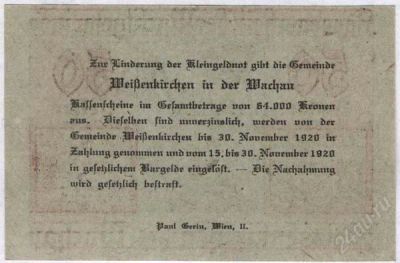 Zur Linderung der Kleingeldnot gibt die Gemeinde
Weißenkirchen in der Wachau
Kassenscheine im Gesamtbetrage von 64.000 Kronen
aus. Dieselben sind unverzinslich, werden von der
Gemeinde Weißenkirchen bis 30. November 1920 in
Zahlung genommen und vom 15. bis 30. November 1920
in gesetzlichem Bargelde eingelöst. — Die Nachahmung
wird gesetzlich bestraft.
Paul Gerin, Wien, II.
24au.ru